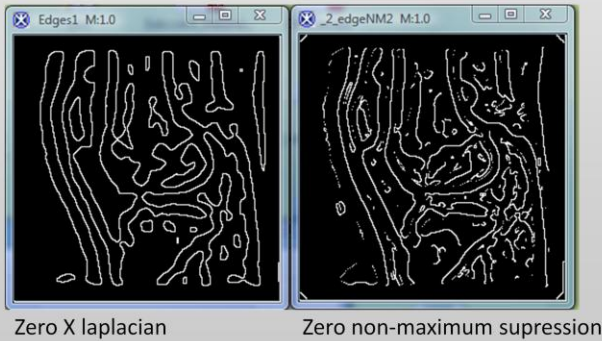 Edges1 M:1.0
_2_edgeNM2 M:1.0
Zero X laplacian
Zero non-maximum supression